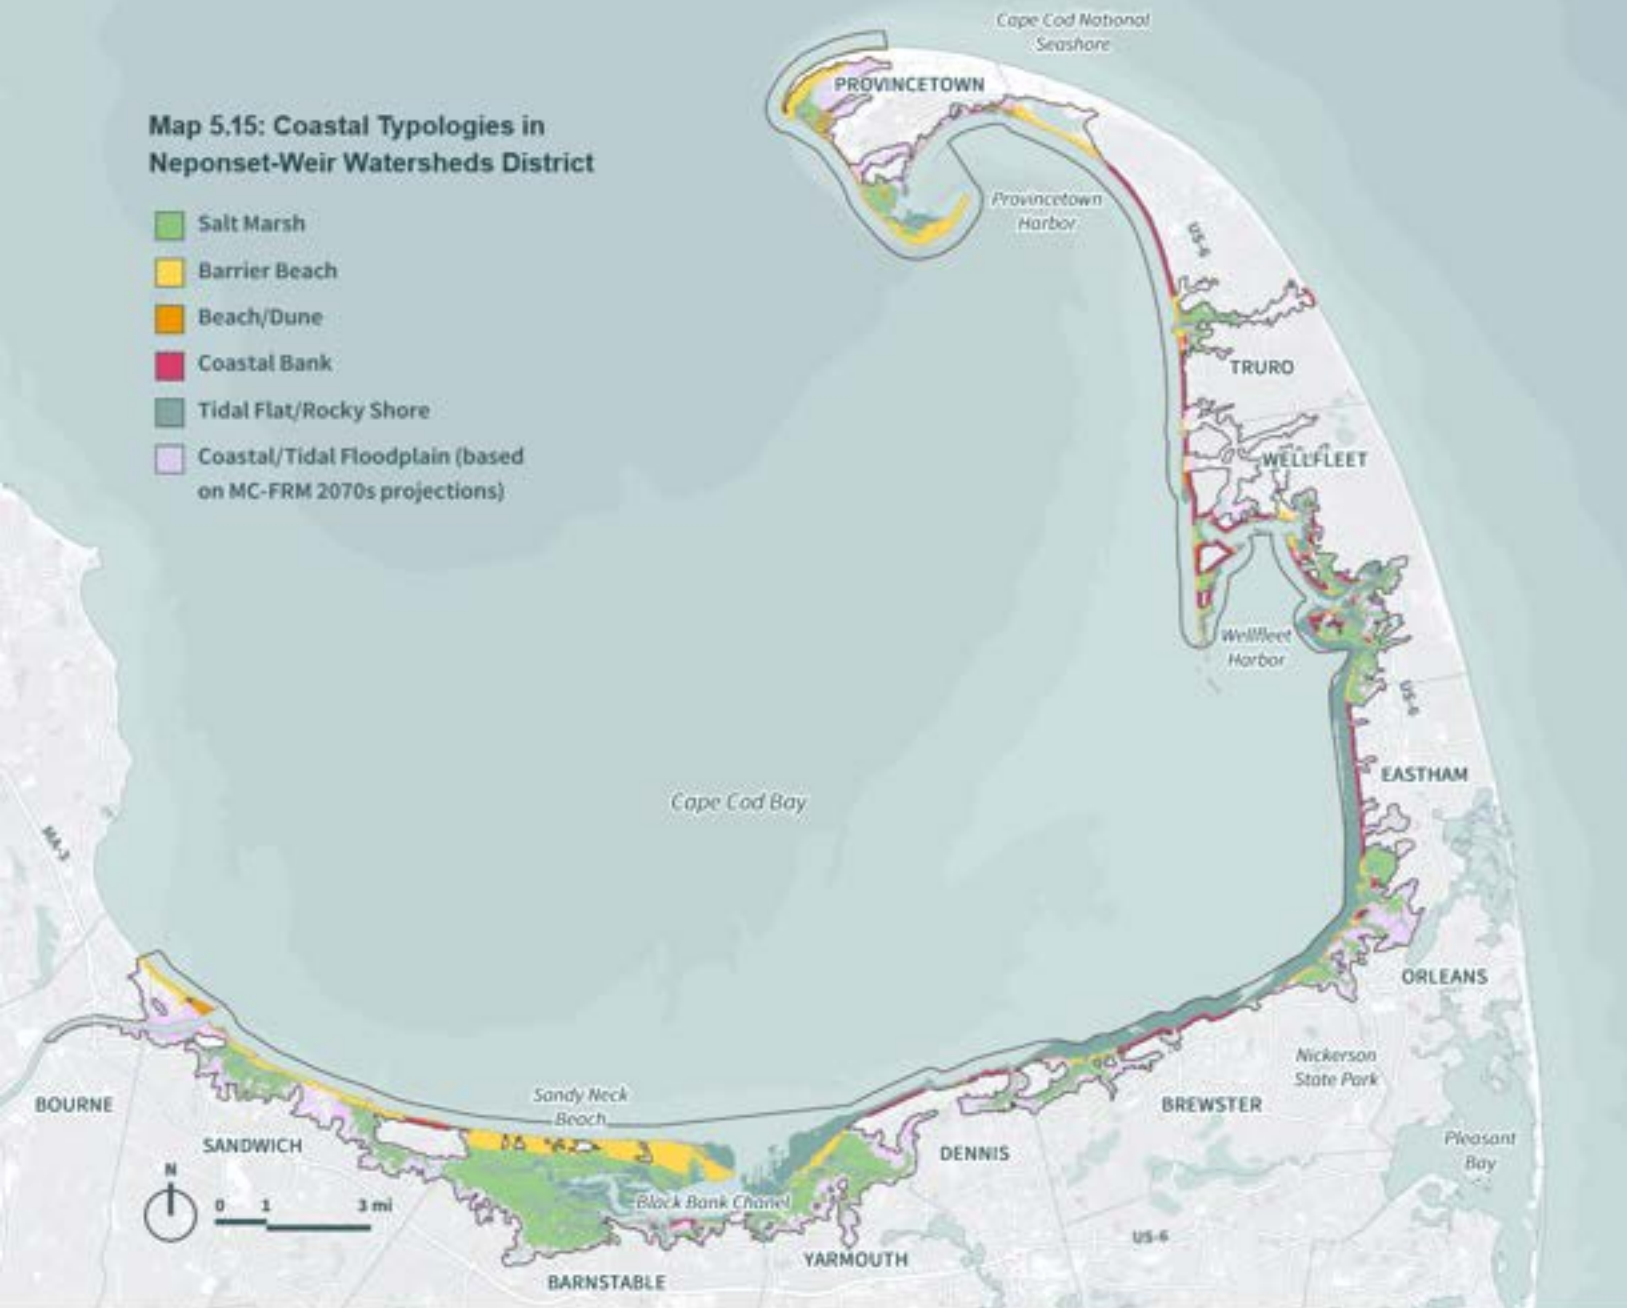 Cape Cod National
Seashore
PROVINCETOWN
Map 5.15: Coastal Typologies in
Neponset-Weir Watersheds District
Salt Marsh
Barrier Beach
Beach/Dune
Coastal Bank
Tidal Flat/Rocky Shore
Coastal/Tidal Floodplain (based
on MC-FRM 2070s projections)
Provincetown
Harbor
US-6
TRURO
WELLFLEET
Wellfleet
Harbor
US-6
EASTHAM
Cape Cod Bay
MA-3
ORLEANS
Nickerson
State Park
BREWSTER
Sandy Neck
Beach
BOURNE
SANDWICH
DENNIS
Pleasant
Bay
N
0 1 3 mi
Black Bank Chanel
US-6
YARMOUTH
BARNSTABLE